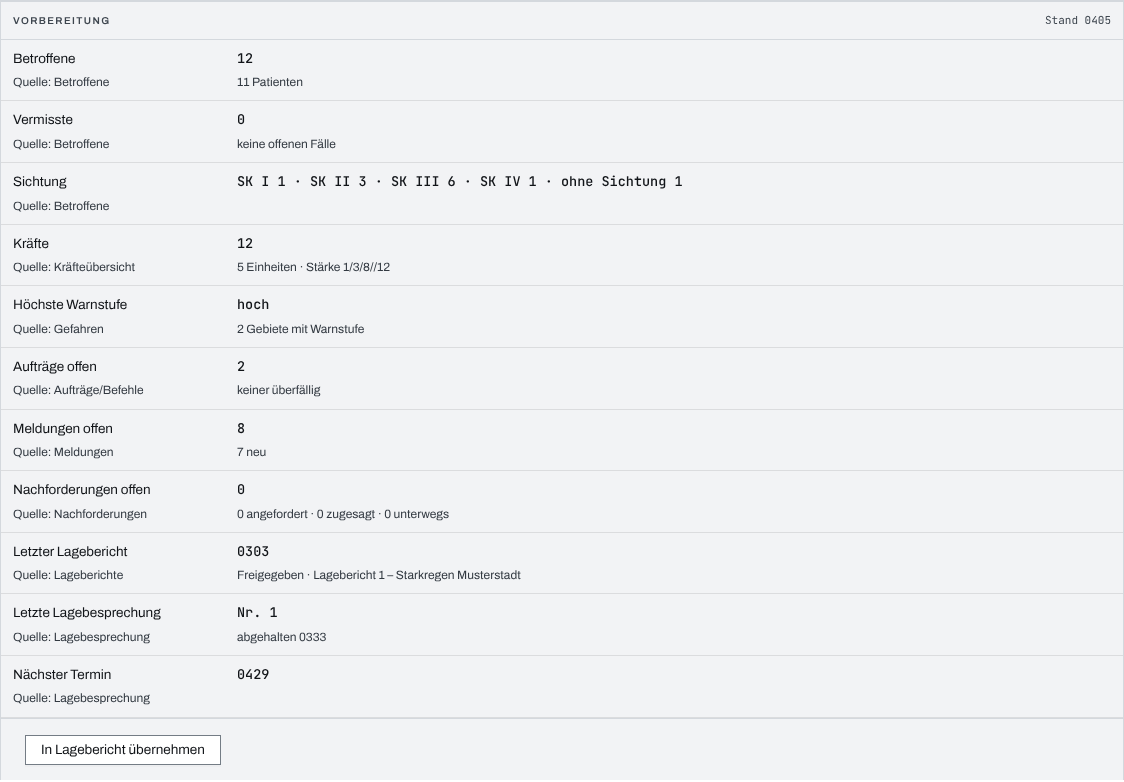 VORBEREITUNG Stand 0405
Betroffene 12
Quelle: Betroffene 11 Patienten
Vermisste 0
Quelle: Betroffene keine offenen Fälle
Sichtung SK I 1 · SK II 3 · SK III 6 · SK IV 1 · ohne Sichtung 1
Quelle: Betroffene
Kräfte 12
Quelle: Kräfteübersicht 5 Einheiten · Stärke 1/3/8//12
Höchste Warnstufe hoch
Quelle: Gefahren 2 Gebiete mit Warnstufe
Aufträge offen 2
Quelle: Aufträge/Befehle keiner überfällig
Meldungen offen 8
Quelle: Meldungen 7 neu
Nachforderungen offen 0
Quelle: Nachforderungen 0 angefordert · 0 zugesagt · 0 unterwegs
Letzter Lagebericht 0303
Quelle: Lageberichte Freigegeben · Lagebericht 1 – Starkregen Musterstadt
Letzte Lagebesprechung Nr. 1
Quelle: Lagebesprechung abgehalten 0333
Nächster Termin 0429
Quelle: Lagebesprechung
In Lagebericht übernehmen